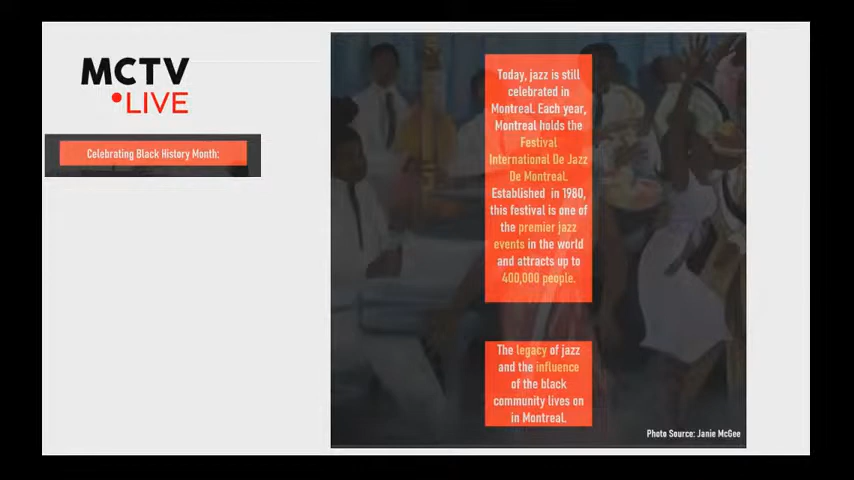 MCTV
LIVE
Celebrating Black History Month:
Today, jazz is still
celebrated in
Montreal. Each year,
Montreal holds the
Festival
International De Jazz
De Montreal.
Established in 1980,
this festival is one of
the premier jazz
events in the world
and attracts up to
400,000 people.
The legacy of jazz
and the influence
of the black
community lives on
in Montreal.
Photo Source: Janie McGee